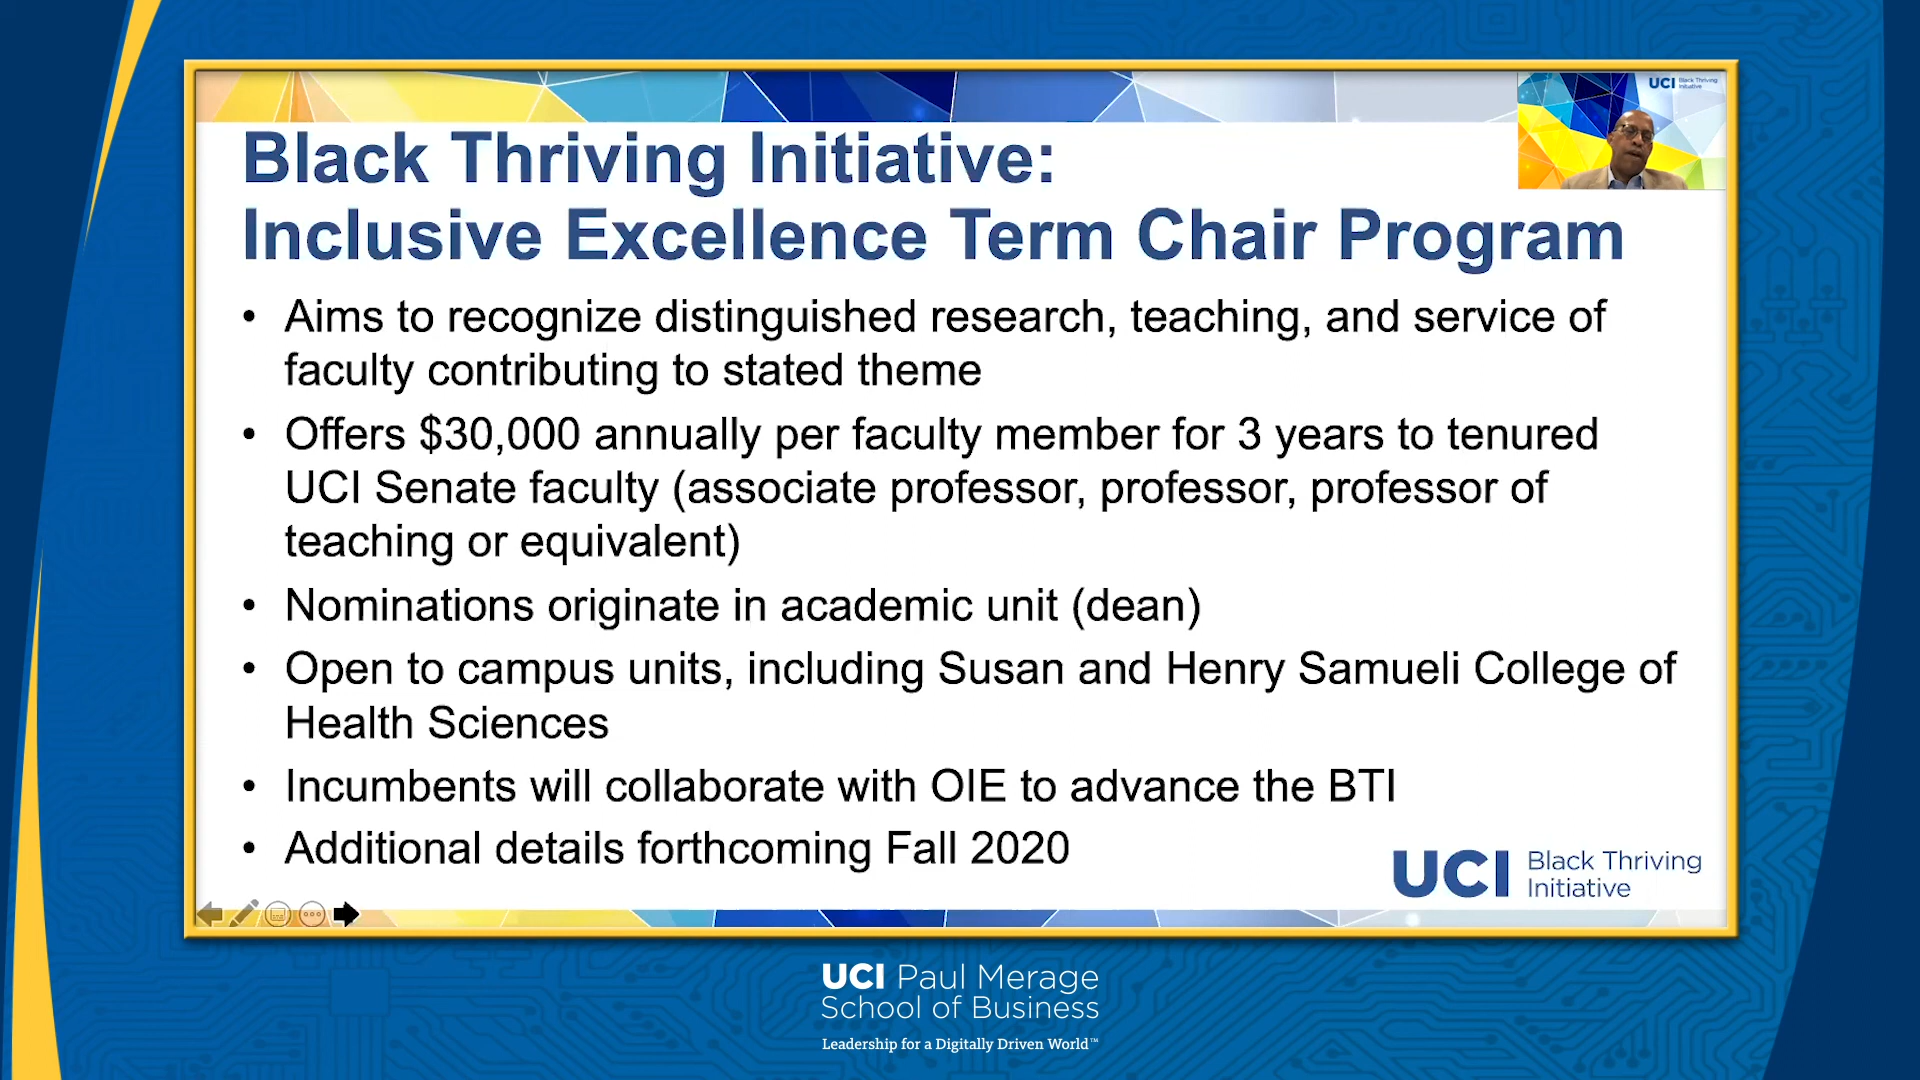 UCI Black Thriving
Initiative
Black Thriving Initiative:
Inclusive Excellence Term Chair Program
• Aims to recognize distinguished research, teaching, and service of
faculty contributing to stated theme
• Offers $30,000 annually per faculty member for 3 years to tenured
UCI Senate faculty (associate professor, professor, professor of
teaching or equivalent)
• Nominations originate in academic unit (dean)
• Open to campus units, including Susan and Henry Samueli College of
Health Sciences
• Incumbents will collaborate with OIE to advance the BTI
• Additional details forthcoming Fall 2020
UCI Black Thriving
Initiative
UCI Paul Merage
School of Business
Leadership for a Digitally Driven World™